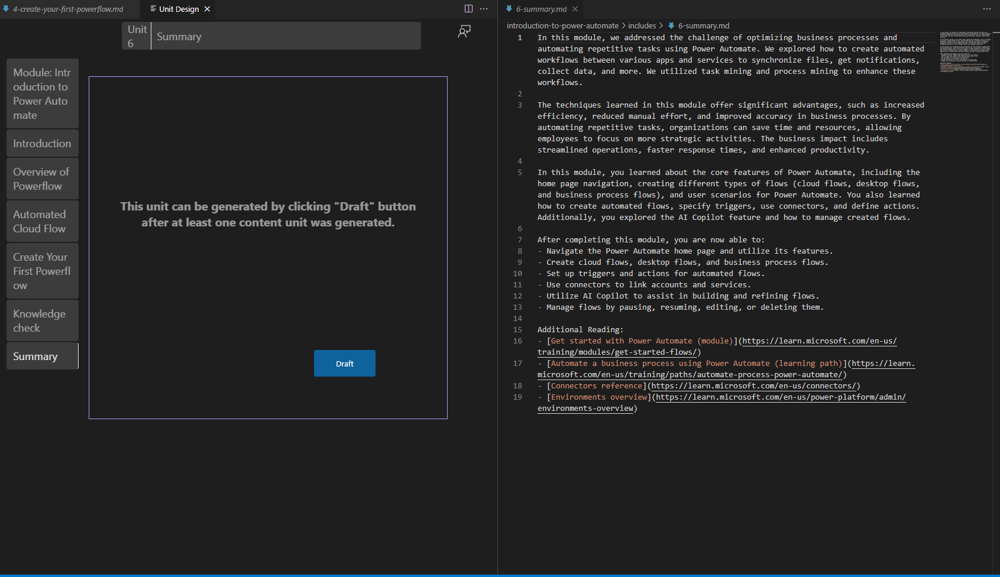 4-create-your-first-powerflow.md
Unit Design
Unit
6
Summary
Module: Intr
oduction to
Power Auto
mate
Introduction
Overview of
Powerflow
Automated
Cloud Flow
Create Your
First Powerfl
ow
Knowledge
check
Summary
This unit can be generated by clicking "Draft" button
after at least one content unit was generated.
Draft
6-summary.md
introduction-to-power-automate > includes > 6-summary.md
1 In this module, we addressed the challenge of optimizing business processes and
automating repetitive tasks using Power Automate. We explored how to create automated
workflows between various apps and services to synchronize files, get notifications,
collect data, and more. We utilized task mining and process mining to enhance these
workflows.
2
3 The techniques learned in this module offer significant advantages, such as increased
efficiency, reduced manual effort, and improved accuracy in business processes. By
automating repetitive tasks, organizations can save time and resources, allowing
employees to focus on more strategic activities. The business impact includes
streamlined operations, faster response times, and enhanced productivity.
4
5 In this module, you learned about the core features of Power Automate, including the
home page navigation, creating different types of flows (cloud flows, desktop flows,
and business process flows), and user scenarios for Power Automate. You also learned
how to create automated flows, specify triggers, use connectors, and define actions.
Additionally, you explored the AI Copilot feature and how to manage created flows.
6
7 After completing this module, you are now able to:
8 - Navigate the Power Automate home page and utilize its features.
9 - Create cloud flows, desktop flows, and business process flows.
10 - Set up triggers and actions for automated flows.
11 - Use connectors to link accounts and services.
12 - Utilize AI Copilot to assist in building and refining flows.
13 - Manage flows by pausing, resuming, editing, or deleting them.
14
15 Additional Reading:
16 - [Get started with Power Automate (module)](https://learn.microsoft.com/en-us/
training/modules/get-started-flows/)
17 - [Automate a business process using Power Automate (learning path)](https://learn.
microsoft.com/en-us/training/paths/automate-process-power-automate/)
18 - [Connectors reference](https://learn.microsoft.com/en-us/connectors/)
19 - [Environments overview](https://learn.microsoft.com/en-us/power-platform/admin/
environments-overview)